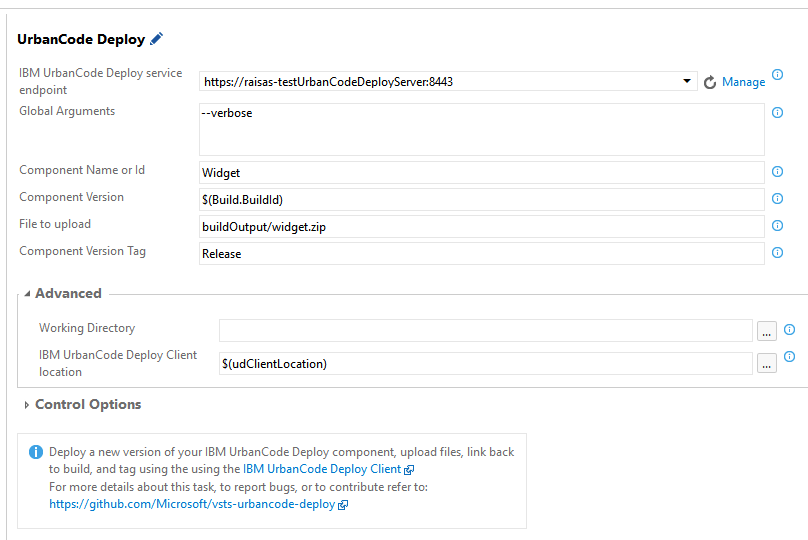 UrbanCode Deploy
IBM UrbanCode Deploy service
endpoint
https://raisas-testUrbanCodeDeployServer:8443
Manage
Global Arguments
--verbose
Component Name or Id
Widget
Component Version
$(Build.BuildId)
File to upload
buildOutput/widget.zip
Component Version Tag
Release
Advanced
Working Directory
...
IBM UrbanCode Deploy Client
location
$(udClientLocation)
...
Control Options
Deploy a new version of your IBM UrbanCode Deploy component, upload files, link back
to build, and tag using the using the IBM UrbanCode Deploy Client
For more details about this task, to report bugs, or to contribute refer to:
https://github.com/Microsoft/vsts-urbancode-deploy